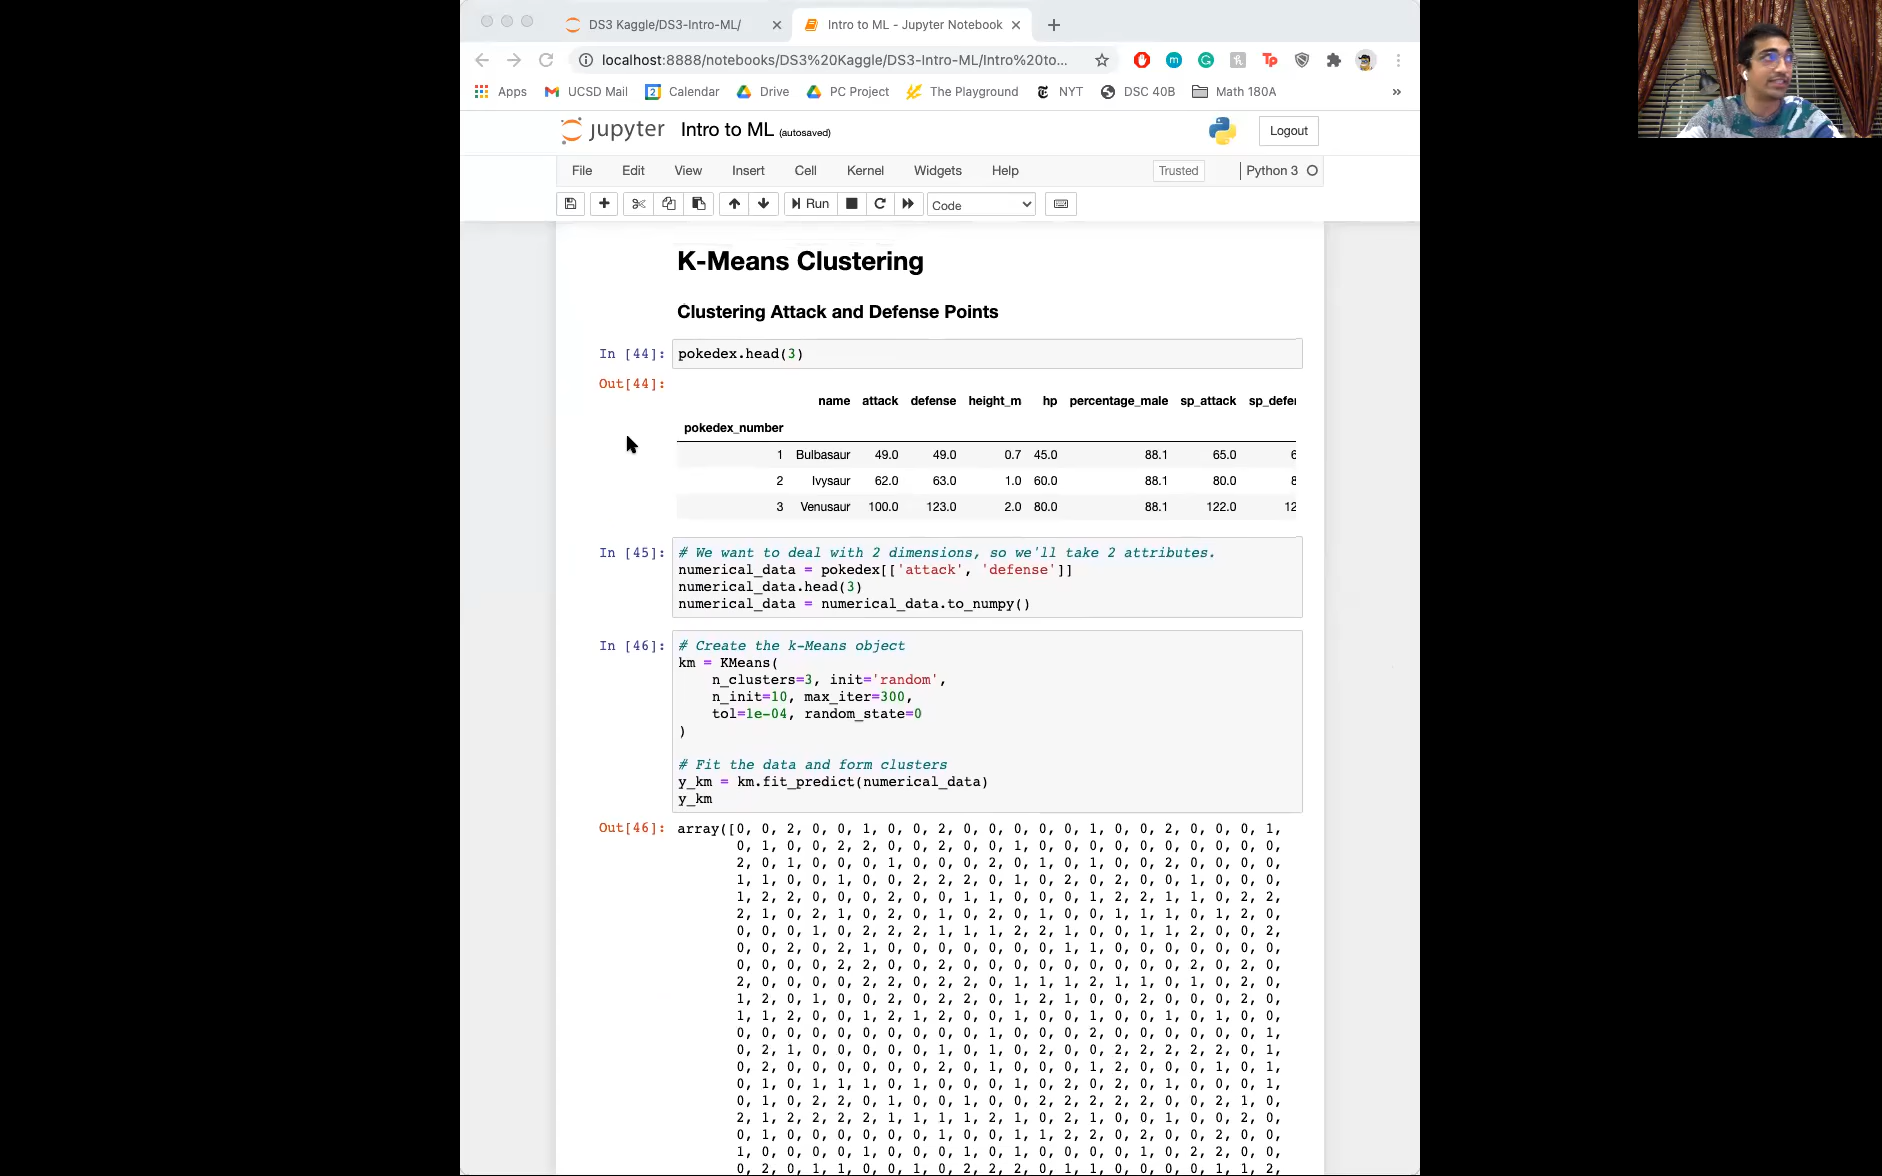 DS3 Kaggle/DS3-Intro-ML/
Intro to ML - Jupyter Notebook
localhost:8888/notebooks/DS3%20Kaggle/DS3-Intro-ML/Intro%20to...
Apps UCSD Mail 2 Calendar Drive PC Project The Playground NYT DSC 40B Math 180A »
jupyter Intro to ML (autosaved)
Logout
File Edit View Insert Cell Kernel Widgets Help Trusted Python 3
Run Code
K-Means Clustering
Clustering Attack and Defense Points
In [44]: pokedex.head(3)
Out[44]:
name attack defense height_m hp percentage_male sp_attack sp_defen
pokedex_number
1 Bulbasaur 49.0 49.0 0.7 45.0 88.1 65.0 6
2 Ivysaur 62.0 63.0 1.0 60.0 88.1 80.0 8
3 Venusaur 100.0 123.0 2.0 80.0 88.1 122.0 12
In [45]: # We want to deal with 2 dimensions, so we'll take 2 attributes.
numerical_data = pokedex[['attack', 'defense']]
numerical_data.head(3)
numerical_data = numerical_data.to_numpy()
In [46]: # Create the k-Means object
km = KMeans(
n_clusters=3, init='random',
n_init=10, max_iter=300,
tol=1e-04, random_state=0
)
# Fit the data and form clusters
y_km = km.fit_predict(numerical_data)
y_km
Out[46]: array([0, 0, 2, 0, 0, 1, 0, 0, 2, 0, 0, 0, 0, 0, 1, 0, 0, 2, 0, 0, 0, 1,
0, 1, 0, 0, 2, 2, 0, 0, 2, 0, 0, 1, 0, 0, 0, 0, 0, 0, 0, 0, 0, 0,
2, 0, 1, 0, 0, 0, 1, 0, 0, 0, 2, 0, 1, 0, 1, 0, 0, 2, 0, 0, 0, 0,
1, 1, 0, 0, 1, 0, 0, 2, 2, 2, 0, 1, 0, 2, 0, 2, 0, 0, 1, 0, 0, 0,
1, 2, 2, 0, 0, 0, 2, 0, 0, 1, 1, 0, 0, 0, 1, 2, 2, 1, 1, 0, 2, 2,
2, 1, 0, 2, 1, 0, 2, 0, 1, 0, 2, 0, 1, 0, 0, 1, 1, 1, 0, 1, 2, 0,
0, 0, 0, 1, 0, 2, 2, 2, 1, 1, 1, 2, 2, 1, 0, 0, 1, 1, 2, 0, 0, 2,
0, 0, 2, 0, 2, 1, 0, 0, 0, 0, 0, 0, 0, 1, 1, 0, 0, 0, 0, 0, 0, 0,
0, 0, 0, 0, 2, 2, 0, 0, 2, 0, 0, 0, 0, 0, 0, 0, 0, 0, 2, 0, 2, 0,
2, 0, 0, 0, 0, 2, 2, 0, 2, 2, 0, 1, 1, 1, 2, 1, 1, 0, 1, 0, 2, 0,
1, 2, 0, 1, 0, 0, 2, 0, 2, 2, 0, 1, 2, 1, 0, 0, 2, 0, 0, 0, 2, 0,
1, 1, 2, 0, 0, 1, 2, 1, 2, 0, 0, 1, 0, 0, 1, 0, 0, 1, 0, 1, 0, 0,
0, 0, 0, 0, 0, 0, 0, 0, 0, 0, 1, 0, 0, 0, 2, 0, 0, 0, 0, 0, 0, 1,
0, 2, 1, 0, 0, 0, 0, 0, 1, 0, 1, 0, 2, 0, 0, 2, 2, 2, 2, 2, 0, 1,
0, 2, 0, 0, 0, 0, 0, 0, 2, 0, 1, 0, 0, 0, 1, 2, 0, 0, 0, 1, 0, 1,
0, 1, 0, 1, 1, 1, 0, 1, 0, 0, 0, 1, 0, 2, 0, 2, 0, 1, 0, 0, 0, 1,
0, 1, 0, 2, 2, 0, 1, 0, 0, 1, 0, 0, 2, 2, 2, 2, 2, 0, 0, 2, 1, 0,
2, 1, 2, 2, 2, 2, 1, 1, 1, 1, 2, 1, 0, 2, 1, 0, 0, 1, 0, 0, 2, 0,
0, 1, 0, 0, 0, 0, 0, 0, 1, 0, 0, 1, 1, 2, 2, 0, 2, 0, 0, 2, 0, 0,
1, 0, 0, 0, 0, 1, 0, 0, 0, 1, 0, 1, 0, 0, 0, 0, 1, 0, 2, 2, 0, 0,
0, 2, 0, 1, 1, 0, 0, 1, 0, 2, 2, 2, 0, 1, 1, 0, 0, 0, 0, 1, 1, 2,